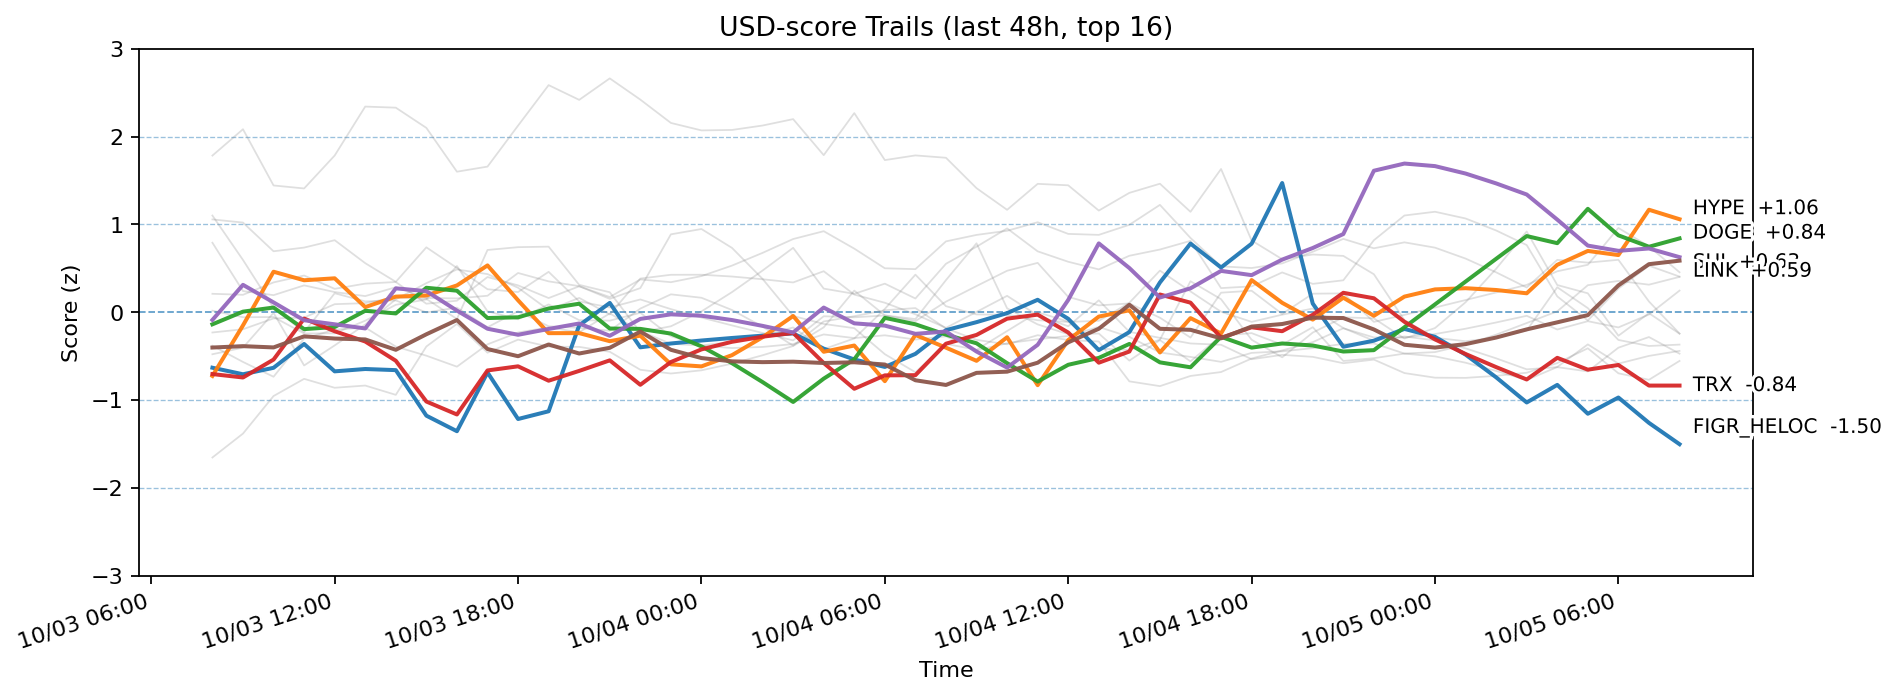 USD-score Trails (last 48h, top 16)
Score (z)
3
2
1
0
−1
−2
−3
HYPE +1.06
DOGE +0.84
LINK +0.59
TRX -0.84
FIGR_HELOC -1.50
10/03 06:00
10/03 12:00
10/03 18:00
10/04 00:00
10/04 06:00
10/04 12:00
10/04 18:00
10/05 00:00
10/05 06:00
Time